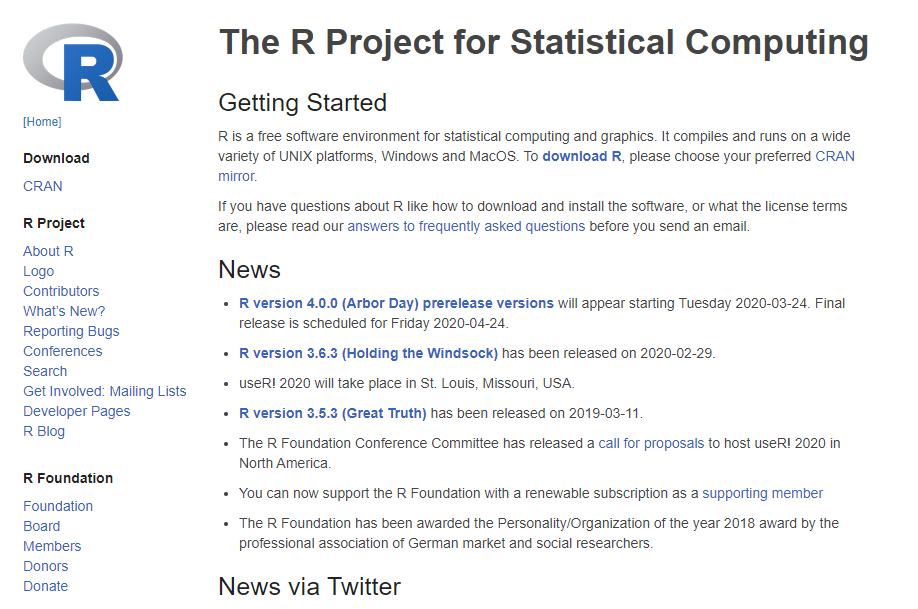 R
[Home]
Download
CRAN
R Project
About R
Logo
Contributors
What's New?
Reporting Bugs
Conferences
Search
Get Involved: Mailing Lists
Developer Pages
R Blog
R Foundation
Foundation
Board
Members
Donors
Donate
The R Project for Statistical Computing
Getting Started
R is a free software environment for statistical computing and graphics. It compiles and runs on a wide
variety of UNIX platforms, Windows and MacOS. To download R, please choose your preferred CRAN
mirror.
If you have questions about R like how to download and install the software, or what the license terms
are, please read our answers to frequently asked questions before you send an email.
News
• R version 4.0.0 (Arbor Day) prerelease versions will appear starting Tuesday 2020-03-24. Final
release is scheduled for Friday 2020-04-24.
• R version 3.6.3 (Holding the Windsock) has been released on 2020-02-29.
• useR! 2020 will take place in St. Louis, Missouri, USA.
• R version 3.5.3 (Great Truth) has been released on 2019-03-11.
• The R Foundation Conference Committee has released a call for proposals to host useR! 2020 in
North America.
• You can now support the R Foundation with a renewable subscription as a supporting member
• The R Foundation has been awarded the Personality/Organization of the year 2018 award by the
professional association of German market and social researchers.
News via Twitter